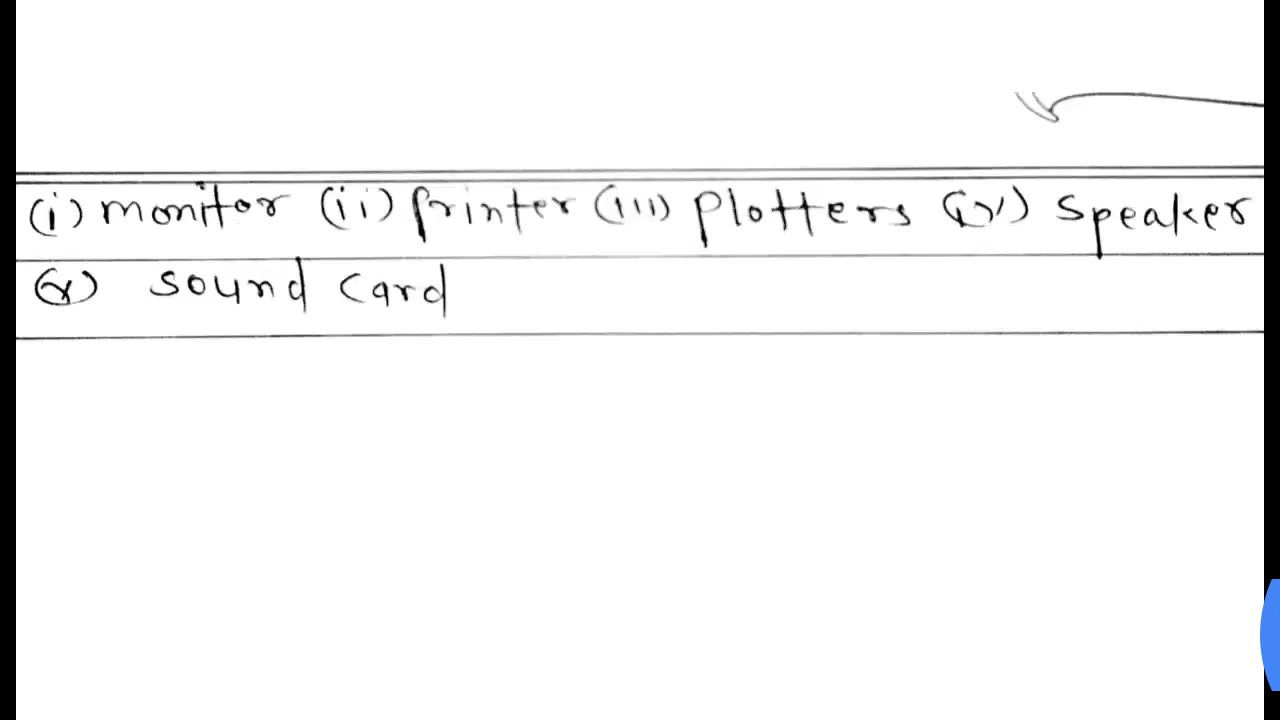 (i) monitor (ii) printer (iii) plotters (iv) speaker
(v) sound card